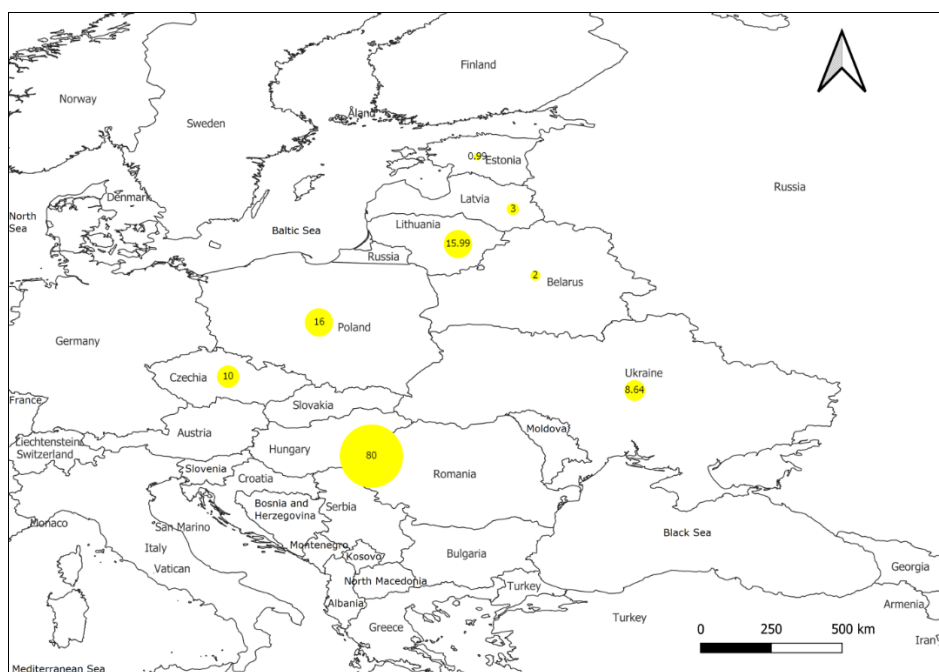 Finland
Norway
Åland
Sweden
0.99
Estonia
Russia
Denmark
Latvia
3
North
Sea
Lithuania
Baltic Sea
15.99
Russia
2
Belarus
16
Poland
Germany
Czechia
10
Ukraine
8.64
France
Slovakia
Moldova
Austria
Liechtenstein
Switzerland
Hungary
80
Romania
Slovenia
Croatia
Bosnia and
Herzegovina
Serbia
Monaco
San Marino
Black Sea
Italy
Montenegro
Kosovo
Bulgaria
Vatican
Georgia
North Macedonia
Turkey
Albania
Armenia
Greece
Turkey
0 250 500 km
Iran
Mediterranean Sea